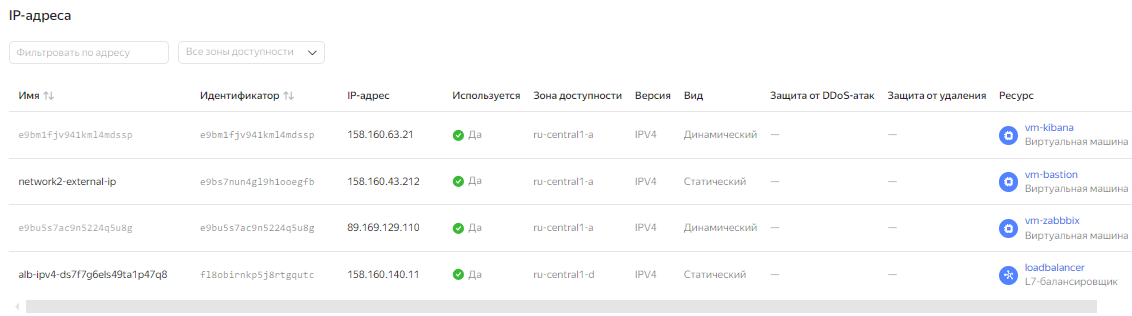 IP-адреса
Фильтровать по адресу Все зоны доступности
Имя Идентификатор IP-адрес Используется Зона доступности Версия Вид Защита от DDoS-атак Защита от удаления Ресурс
e9bm1fjv941kml4mdssp e9bm1fjv941kml4mdssp 158.160.63.21 Да ru-central1-a IPV4 Динамический — — vm-kibana
Виртуальная машина
network2-external-ip e9bs7nun4gl9h1ooegfb 158.160.43.212 Да ru-central1-a IPV4 Статический — — vm-bastion
Виртуальная машина
e9bu5s7ac9n5224q5u8g e9bu5s7ac9n5224q5u8g 89.169.129.110 Да ru-central1-a IPV4 Динамический — — vm-zabbbix
Виртуальная машина
alb-ipv4-ds7f7g6els49ta1p47q8 fl8obirnkp5j8rtgqutc 158.160.140.11 Да ru-central1-d IPV4 Статический — — loadbalancer
L7-балансировщик